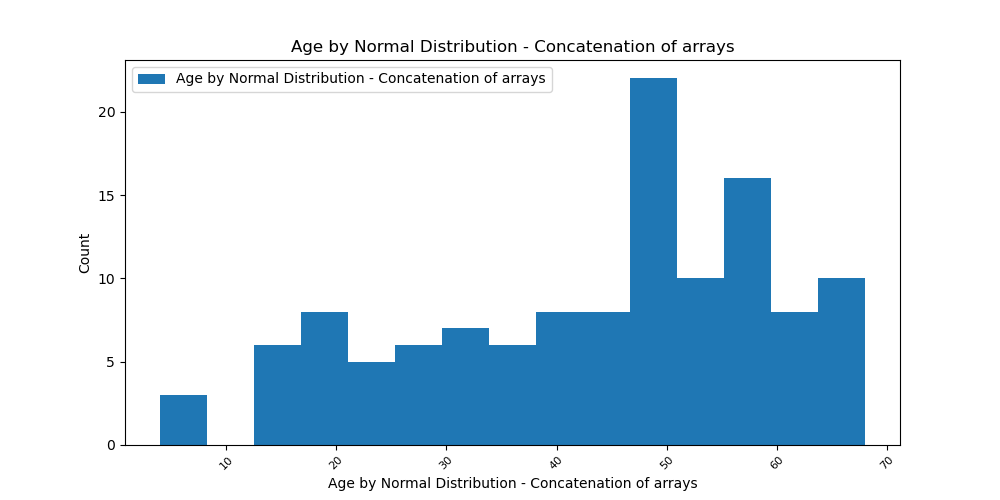 Age by Normal Distribution - Concatenation of arrays
Age by Normal Distribution - Concatenation of arrays
20
15
10
5
0
Count
10 20 30 40 50 60 70
Age by Normal Distribution - Concatenation of arrays